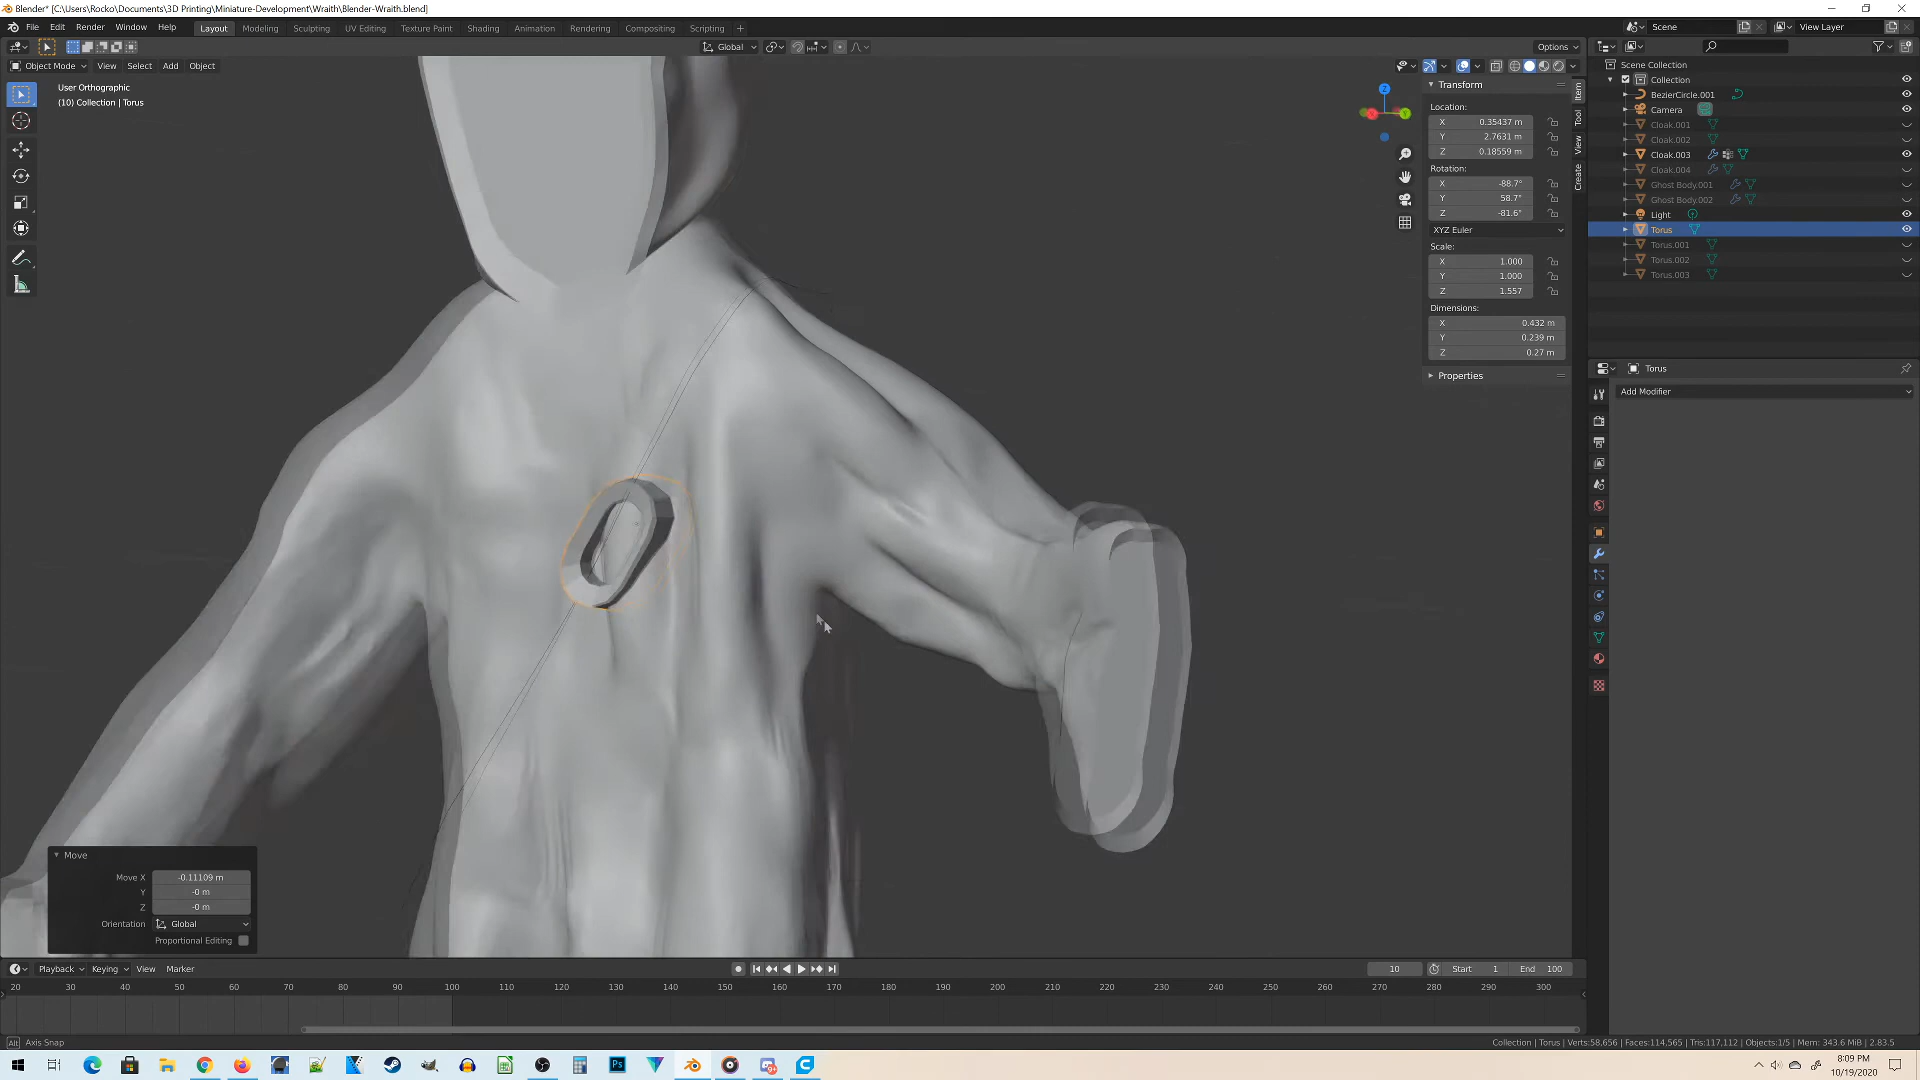 Blender* [C:\Users\Rocko\Documents\3D Printing\Miniature-Development\Wraith\Blender-Wraith.blend]
File Edit Render Window Help Layout Modeling Sculpting UV Editing Texture Paint Shading Animation Rendering Compositing Scripting + Scene View Layer
Global Options
Object Mode View Select Add Object
User Orthographic
(10) Collection | Torus
Transform
Location:
X 0.35437 m
Y 2.7631 m
Z 0.18559 m
Rotation:
X -88.7°
Y 58.7°
Z -81.6°
XYZ Euler
Scale:
X 1.000
Y 1.000
Z 1.557
Dimensions:
X 0.432 m
Y 0.239 m
Z 0.27 m
Properties
Item
Tool
View
Create
Scene Collection
Collection
BezierCircle.001
Camera
Cloak.001
Cloak.002
Cloak.003
Cloak.004
Ghost Body.001
Ghost Body.002
Light
Torus
Torus.001
Torus.002
Torus.003
Torus
Add Modifier
Move
Move X -0.11109 m
Y -0 m
Z -0 m
Orientation Global
Proportional Editing
Playback Keying View Marker 10 Start 1 End 100
20 30 40 50 60 70 80 90 100 110 120 130 140 150 160 170 180 190 200 210 220 230 240 250 260 270 280 290 300
Alt Axis Snap
Collection | Torus | Verts:58,656 | Faces:114,565 | Tris:117,112 | Objects:1/5 | Mem: 343.6 MiB | 2.83.5
8:09 PM
10/19/2020